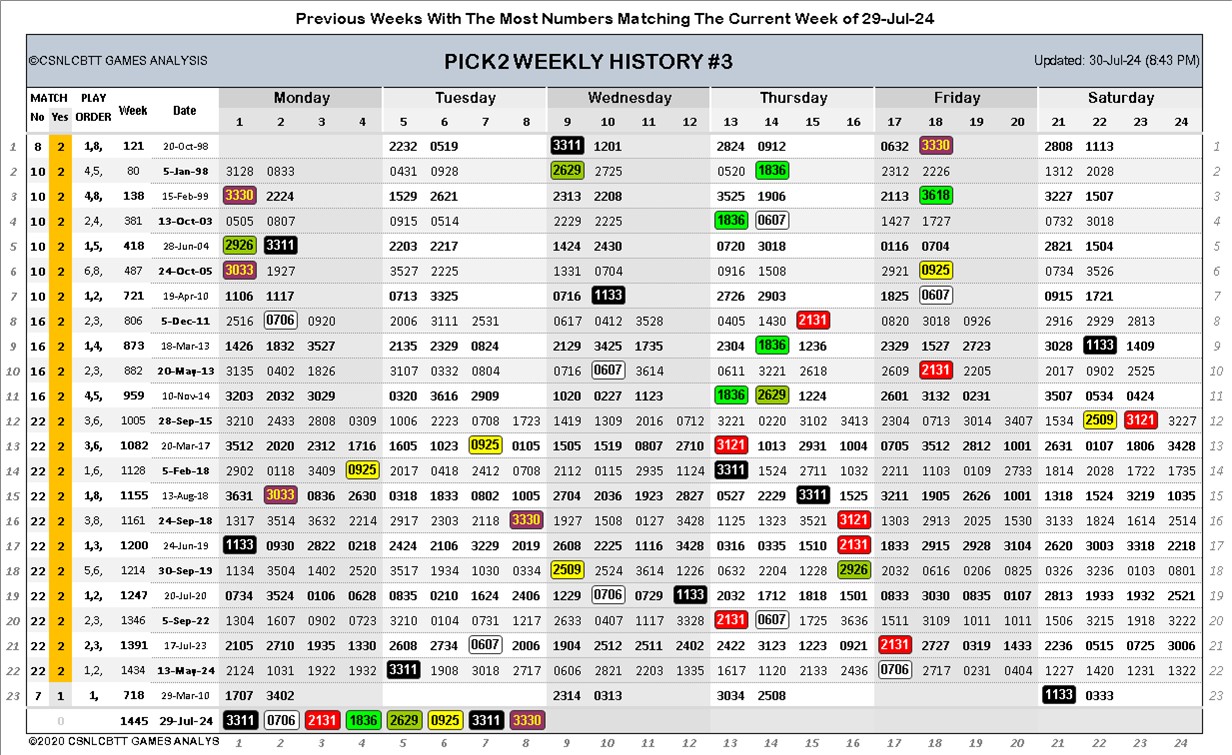 Previous Weeks With The Most Numbers Matching The Current Week of 29-Jul-24
©CSNLCBTT GAMES ANALYSIS PICK2 WEEKLY HISTORY #3 Updated: 30-Jul-24 (8:43 PM)
MATCH PLAY Week Date Monday Tuesday Wednesday Thursday Friday Saturday
No Yes ORDER 1 2 3 4 5 6 7 8 9 10 11 12 13 14 15 16 17 18 19 20 21 22 23 24
1 8 2 1,8, 121 20-Oct-98 2232 0519 3311 1201 2824 0912 0632 3330 2808 1113 1
2 10 2 4,5, 80 5-Jan-98 3128 0833 0431 0928 2629 2725 0520 1836 2312 2226 1312 2028 2
3 10 2 4,8, 138 15-Feb-99 3330 2224 1529 2621 2313 2208 3525 1906 2113 3618 3227 1507 3
4 10 2 2,4, 381 13-Oct-03 0505 0807 0915 0514 2229 2225 1836 0607 1427 1727 0732 3018 4
5 10 2 1,5, 418 28-Jun-04 2926 3311 2203 2217 1424 2430 0720 3018 0116 0704 2821 1504 5
6 10 2 6,8, 487 24-Oct-05 3033 1927 3527 2225 1331 0704 0916 1508 2921 0925 0734 3526 6
7 10 2 1,2, 721 19-Apr-10 1106 1117 0713 3325 0716 1133 2726 2903 1825 0607 0915 1721 7
8 16 2 2,3, 806 5-Dec-11 2516 0706 0920 2006 3111 2531 0617 0412 3528 0405 1430 2131 0820 3018 0926 2916 2929 2813 8
9 16 2 1,4, 873 18-Mar-13 1426 1832 3527 2135 2329 0824 2129 3425 1735 2304 1836 1236 2329 1527 2723 3028 1133 1409 9
10 16 2 2,3, 882 20-May-13 3135 0402 1826 3107 0332 0804 0716 0607 3614 0611 3221 2618 2609 2131 2205 2017 0902 2525 10
11 16 2 4,5, 959 10-Nov-14 3203 2032 3029 0320 3616 2909 1020 0227 1123 1836 2629 1224 2601 3132 0231 3507 0534 0424 11
12 22 2 3,6, 1005 28-Sep-15 3210 2433 2808 0309 1006 0223 0708 1723 1419 1309 2016 0712 3221 0220 3102 3413 2304 0713 3014 3407 1534 2509 3121 3227 12
13 22 2 3,6, 1082 20-Mar-17 3512 2020 2312 1716 1605 1023 0925 0105 1505 1519 0807 2710 3121 1013 2931 1004 0705 3512 2812 1001 2631 0107 1806 3428 13
14 22 2 1,6, 1128 5-Feb-18 2902 0118 3409 0925 2017 0418 2412 0708 2112 0115 2935 1124 3311 1524 2711 1032 2211 1103 0109 2733 1814 2028 1722 1735 14
15 22 2 1,8, 1155 13-Aug-18 3631 3033 0836 2630 0318 1833 0802 1005 2704 2036 1923 2827 0527 2229 3311 1525 3211 1905 2626 1001 1318 1524 3219 1035 15
16 22 2 3,8, 1161 24-Sep-18 1317 3514 3632 2214 2917 2303 2118 3330 1927 1508 0127 3428 1125 1323 3521 3121 1303 2913 2025 1530 3133 1824 1614 2514 16
17 22 2 1,3, 1200 24-Jun-19 1133 0930 2822 0218 2424 2106 3229 2019 2608 2225 1116 3428 0316 0335 1510 2131 1833 2915 2928 3104 2620 3003 3318 2218 17
18 22 2 5,6, 1214 30-Sep-19 1134 3504 1402 2520 3517 1934 1030 0334 2509 2524 3614 1226 0632 2204 1228 2926 2032 0616 0206 0825 0326 3236 0103 0801 18
19 22 2 1,2, 1247 20-Jul-20 0734 3524 0106 0628 0835 0210 1624 2406 1229 0706 0729 1133 2032 1712 1818 1501 0833 3030 0835 0107 2813 1933 1932 2521 19
20 22 2 2,3, 1346 5-Sep-22 1304 1607 0902 0723 3210 0104 0731 1217 2633 0407 1117 3328 2131 0607 1725 3636 1511 3109 1011 1011 1506 3215 1918 3222 20
21 22 2 2,3, 1391 17-Jul-23 2105 2710 1935 1330 2608 2734 0607 2006 1904 2512 2511 2402 2422 3123 1223 0921 2131 2727 0319 1433 2236 0515 0725 3006 21
22 22 2 1,2, 1434 13-May-24 2124 1031 1922 1932 3311 1908 3018 2717 0606 2821 2203 1335 1617 1120 2133 2436 0706 2717 0231 0404 1227 1420 1231 1322 22
23 7 1 1, 718 29-Mar-10 1707 3402 2314 0313 3034 2508 1133 0333 23
0 1445 29-Jul-24 3311 0706 2131 1836 2629 0925 3311 3330
©2020 CSNLCBTT GAMES ANALYS 1 2 3 4 5 6 7 8 9 10 11 12 13 14 15 16 17 18 19 20 21 22 23 24